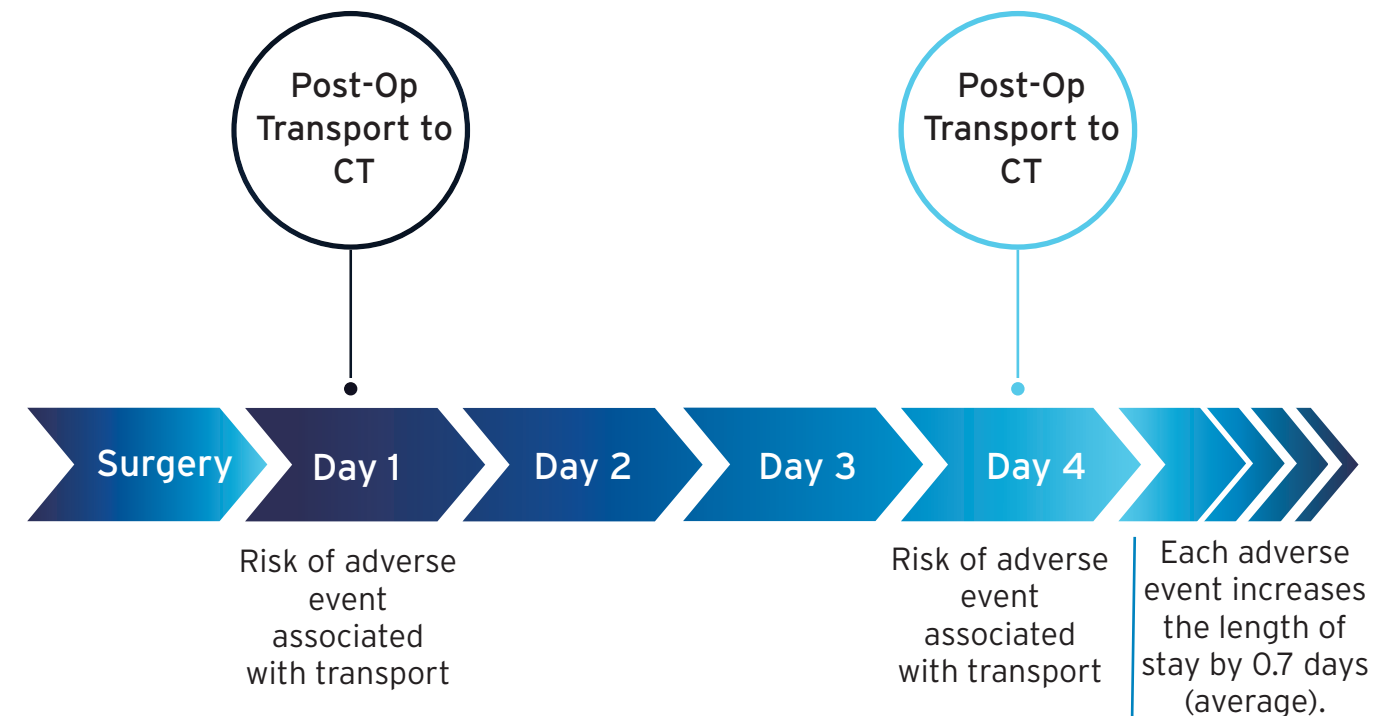 Post-Op
Transport to
CT
Post-Op
Transport to
CT
Surgery
Day 1
Day 2
Day 3
Day 4
Risk of adverse
event
associated
with transport
Risk of adverse
event
associated
with transport
Each adverse
event increases
the length of
stay by 0.7 days
(average).